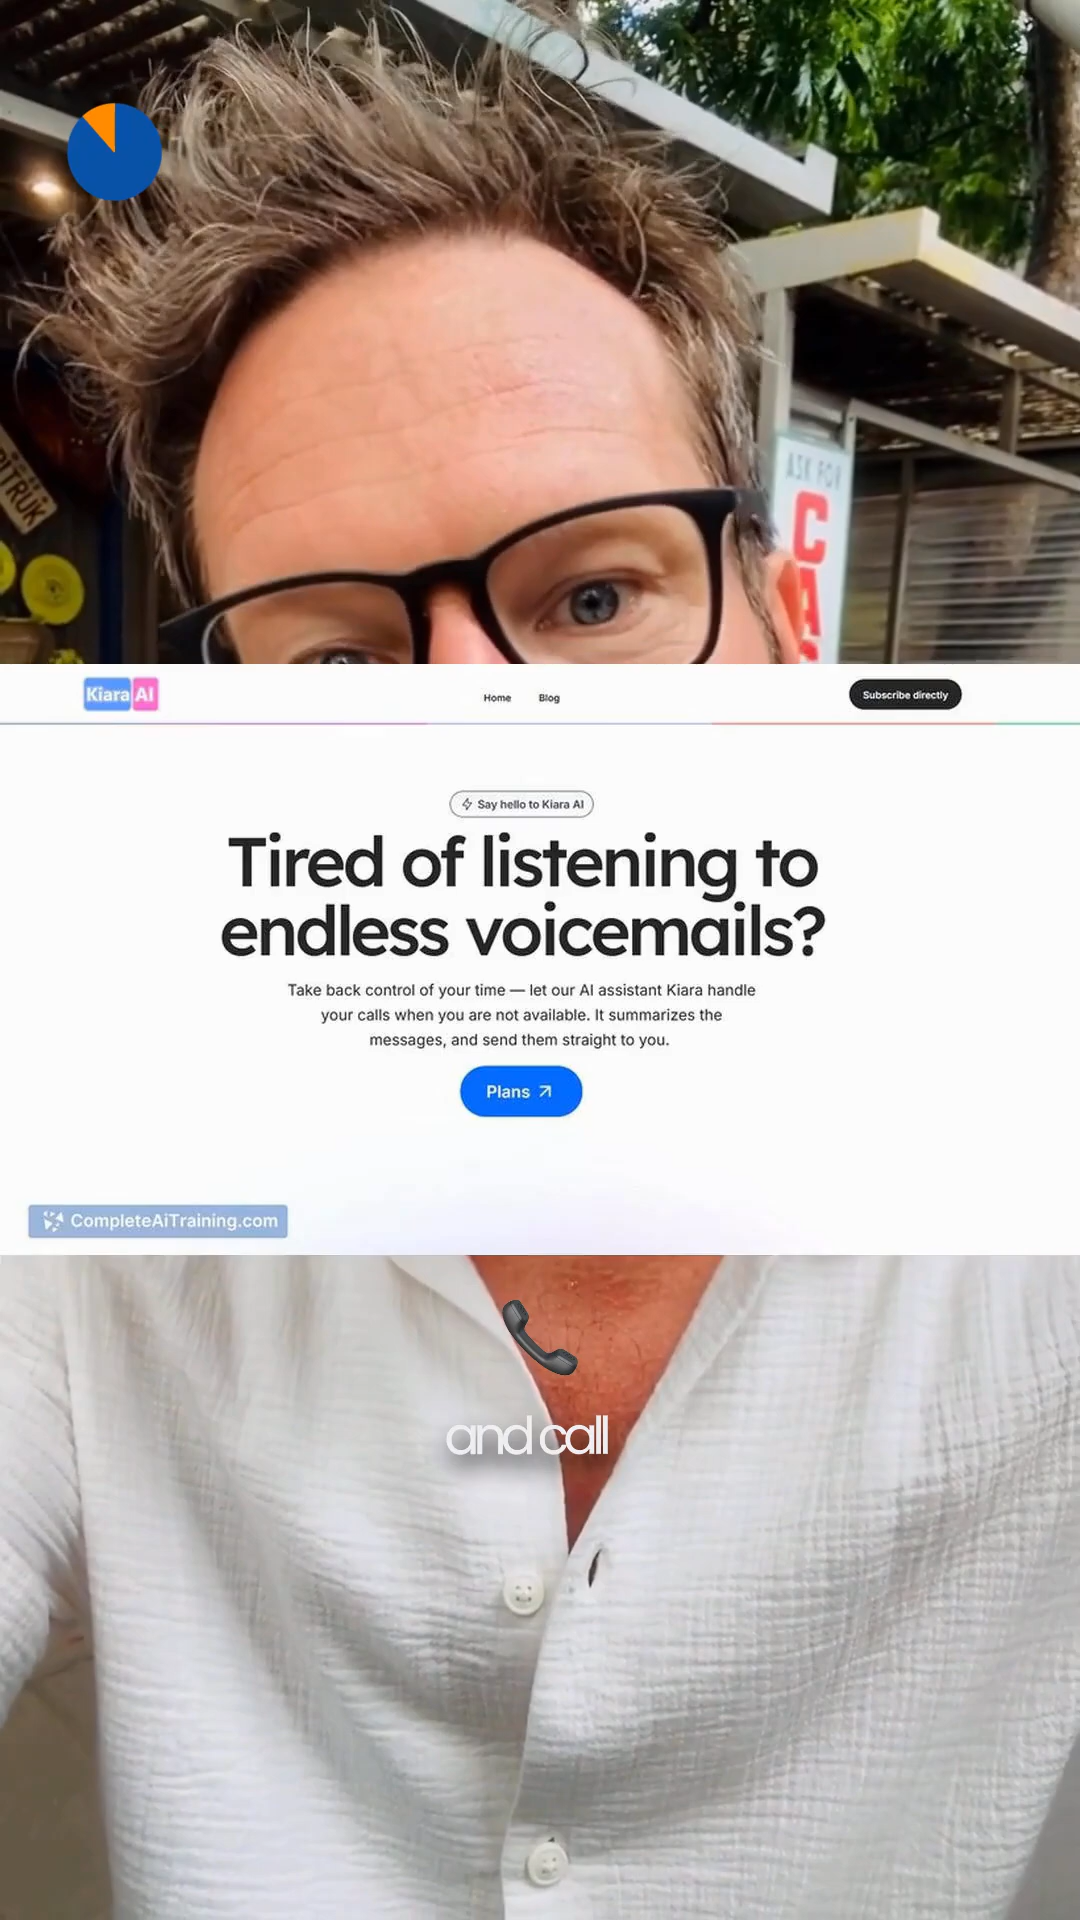 ASK FOR
CA
Kiara AI
Home
Blog
Subscribe directly
Say hello to Kiara AI
Tired of listening to
endless voicemails?
Take back control of your time — let our AI assistant Kiara handle
your calls when you are not available. It summarizes the
messages, and send them straight to you.
Plans
CompleteAiTraining.com
and call